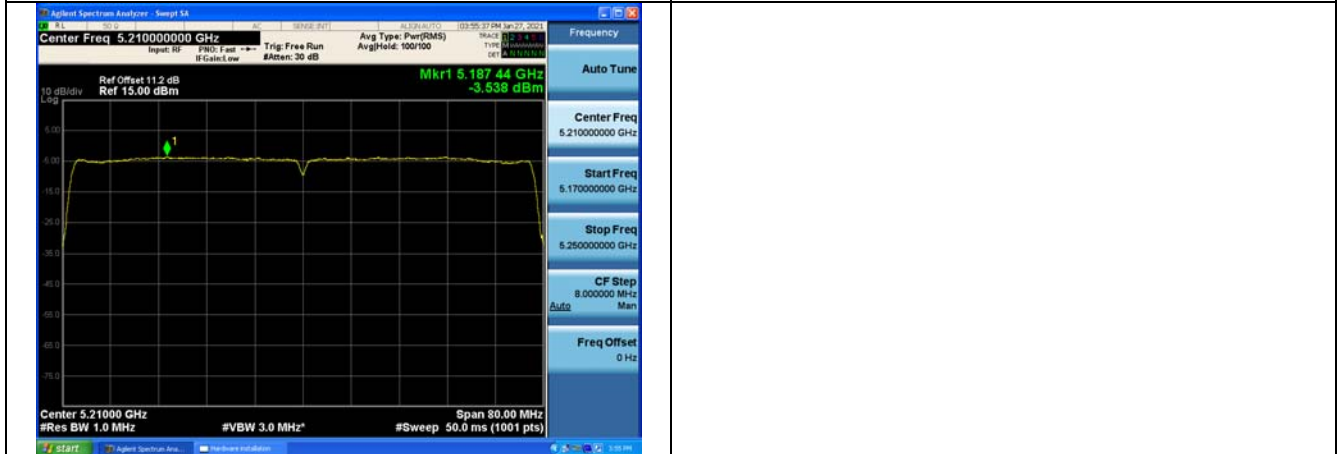 Agilent Spectrum Analyzer - Swept SA
RL 50 Ω AC SENSE:INT ALIGN AUTO 03:55:37 PM Jan 27, 2021
Center Freq 5.210000000 GHz
Input: RF PNO: Fast IFGain:Low
Trig: Free Run
#Atten: 30 dB
Avg Type: Pwr(RMS)
Avg|Hold: 100/100
TRACE 1 2 3 4 5 6
TYPE M
DET A N N N N N
Frequency
Auto Tune
Ref Offset 11.2 dB
10 dB/div Ref 15.00 dBm
Log
Mkr1 5.187 44 GHz
-3.538 dBm
Center Freq
5.210000000 GHz
Start Freq
5.170000000 GHz
Stop Freq
5.250000000 GHz
CF Step
8.000000 MHz
Auto Man
Freq Offset
0 Hz
1
5.00
-5.00
-15.0
-25.0
-35.0
-45.0
-55.0
-65.0
-75.0
Center 5.21000 GHz Span 80.00 MHz
#Res BW 1.0 MHz #VBW 3.0 MHz* #Sweep 50.0 ms (1001 pts)
start Agilent Spectrum Ana... Hardware Installation 3:55 PM